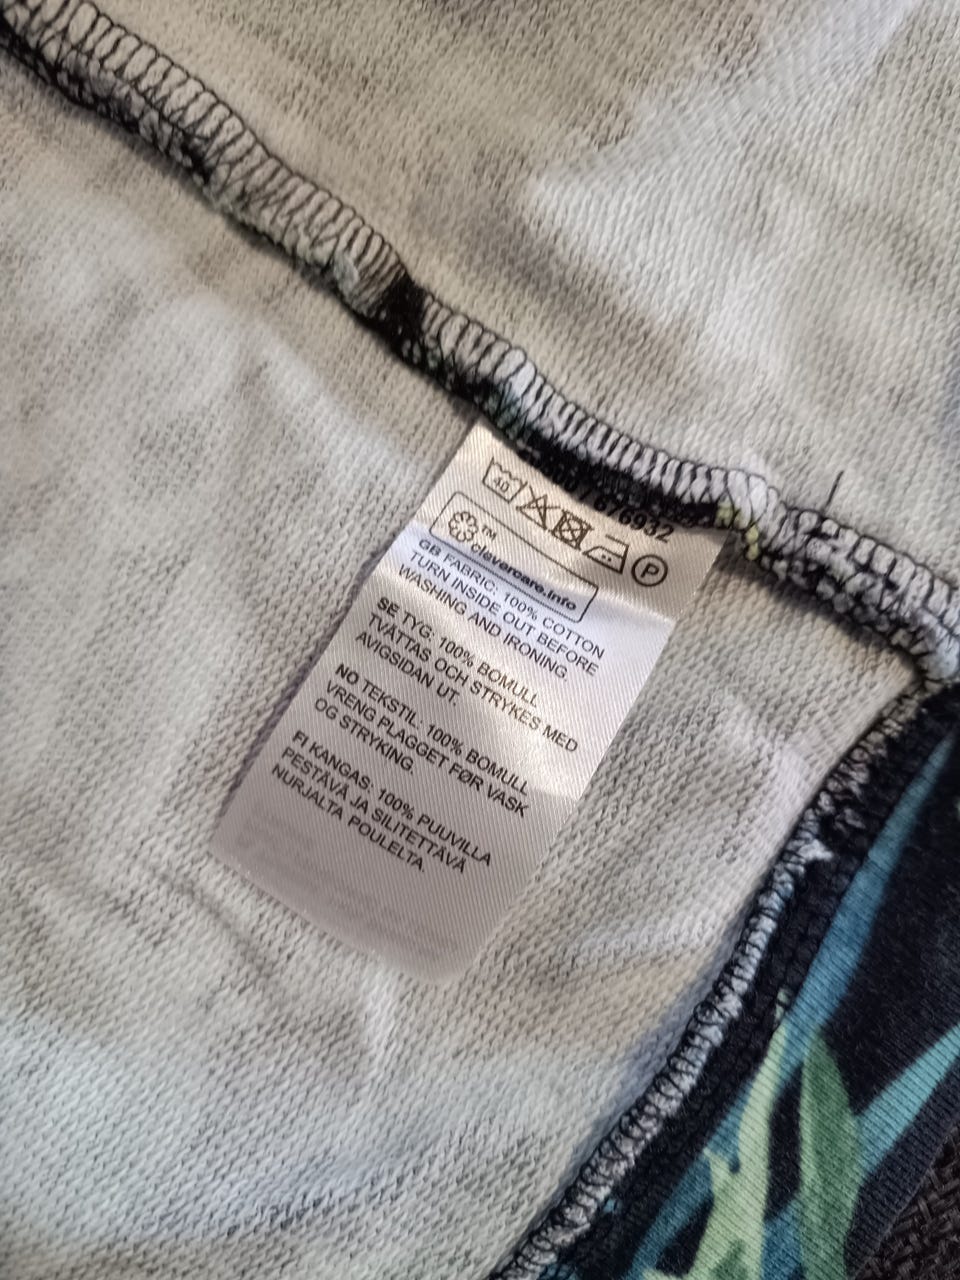 676932
40
P
TM
clevercare.info
GB FABRIC: 100% COTTON
TURN INSIDE OUT BEFORE
WASHING AND IRONING.
SE TYG: 100% BOMULL
TVÄTTAS OCH STRYKES MED
AVIGSIDAN UT.
NO TEKSTIL: 100% BOMULL
VRENG PLAGGET FØR VASK
OG STRYKING.
FI KANGAS: 100% PUUVILLA
PESTÄVÄ JA SILITETTÄVÄ
NURJALTA POULELTA.